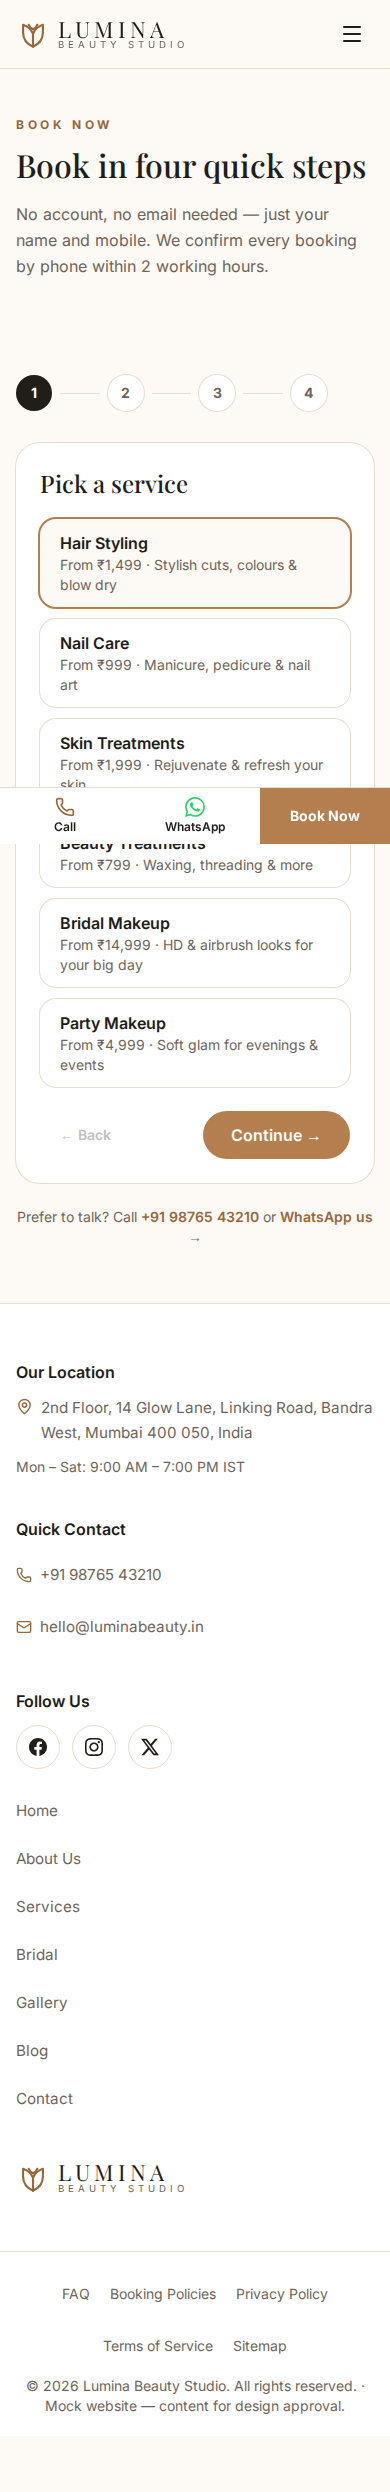 LUMINA
BEAUTY STUDIO
BOOK NOW
Book in four quick steps
No account, no email needed — just your
name and mobile. We confirm every booking
by phone within 2 working hours.
1 2 3 4
Pick a service
Hair Styling
From ₹1,499 · Stylish cuts, colours &
blow dry
Nail Care
From ₹999 · Manicure, pedicure & nail
art
Skin Treatments
From ₹1,999 · Rejuvenate & refresh your
skin
Call
WhatsApp
Book Now
Beauty Treatments
From ₹799 · Waxing, threading & more
Bridal Makeup
From ₹14,999 · HD & airbrush looks for
your big day
Party Makeup
From ₹4,999 · Soft glam for evenings &
events
← Back
Continue →
Prefer to talk? Call +91 98765 43210 or WhatsApp us
→
Our Location
2nd Floor, 14 Glow Lane, Linking Road, Bandra
West, Mumbai 400 050, India
Mon – Sat: 9:00 AM – 7:00 PM IST
Quick Contact
+91 98765 43210
hello@luminabeauty.in
Follow Us
Home
About Us
Services
Bridal
Gallery
Blog
Contact
LUMINA
BEAUTY STUDIO
FAQ Booking Policies Privacy Policy
Terms of Service Sitemap
© 2026 Lumina Beauty Studio. All rights reserved. ·
Mock website — content for design approval.